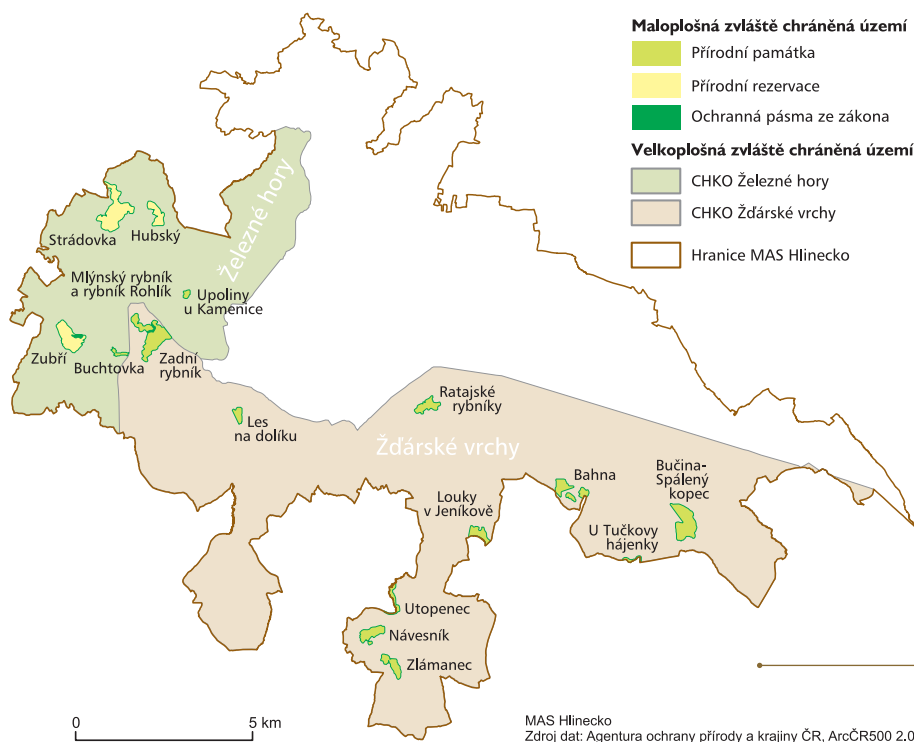 Maloplošná zvláště chráněná území
Přírodní památka
Přírodní rezervace
Ochranná pásma ze zákona
Velkoplošná zvláště chráněná území
CHKO Železné hory
CHKO Žďárské vrchy
Hranice MAS Hlinecko
Železné hory
Strádovka
Hubský
Mlýnský rybník
a rybník Rohlík
Upolíny
u Kamenice
Zubří
Buchtovka
Zadní
rybník
Les
na dolíku
Ratajské
rybníky
Žďárské vrchy
Bahna
Bučina-
Spálený
kopec
Louky
v Jeníkově
U Tučkovy
hájenky
Utopenec
Návesník
Zlámanec
0 5 km
MAS Hlinecko
Zdroj dat: Agentura ochrany přírody a krajiny ČR, ArcČR500 2.0